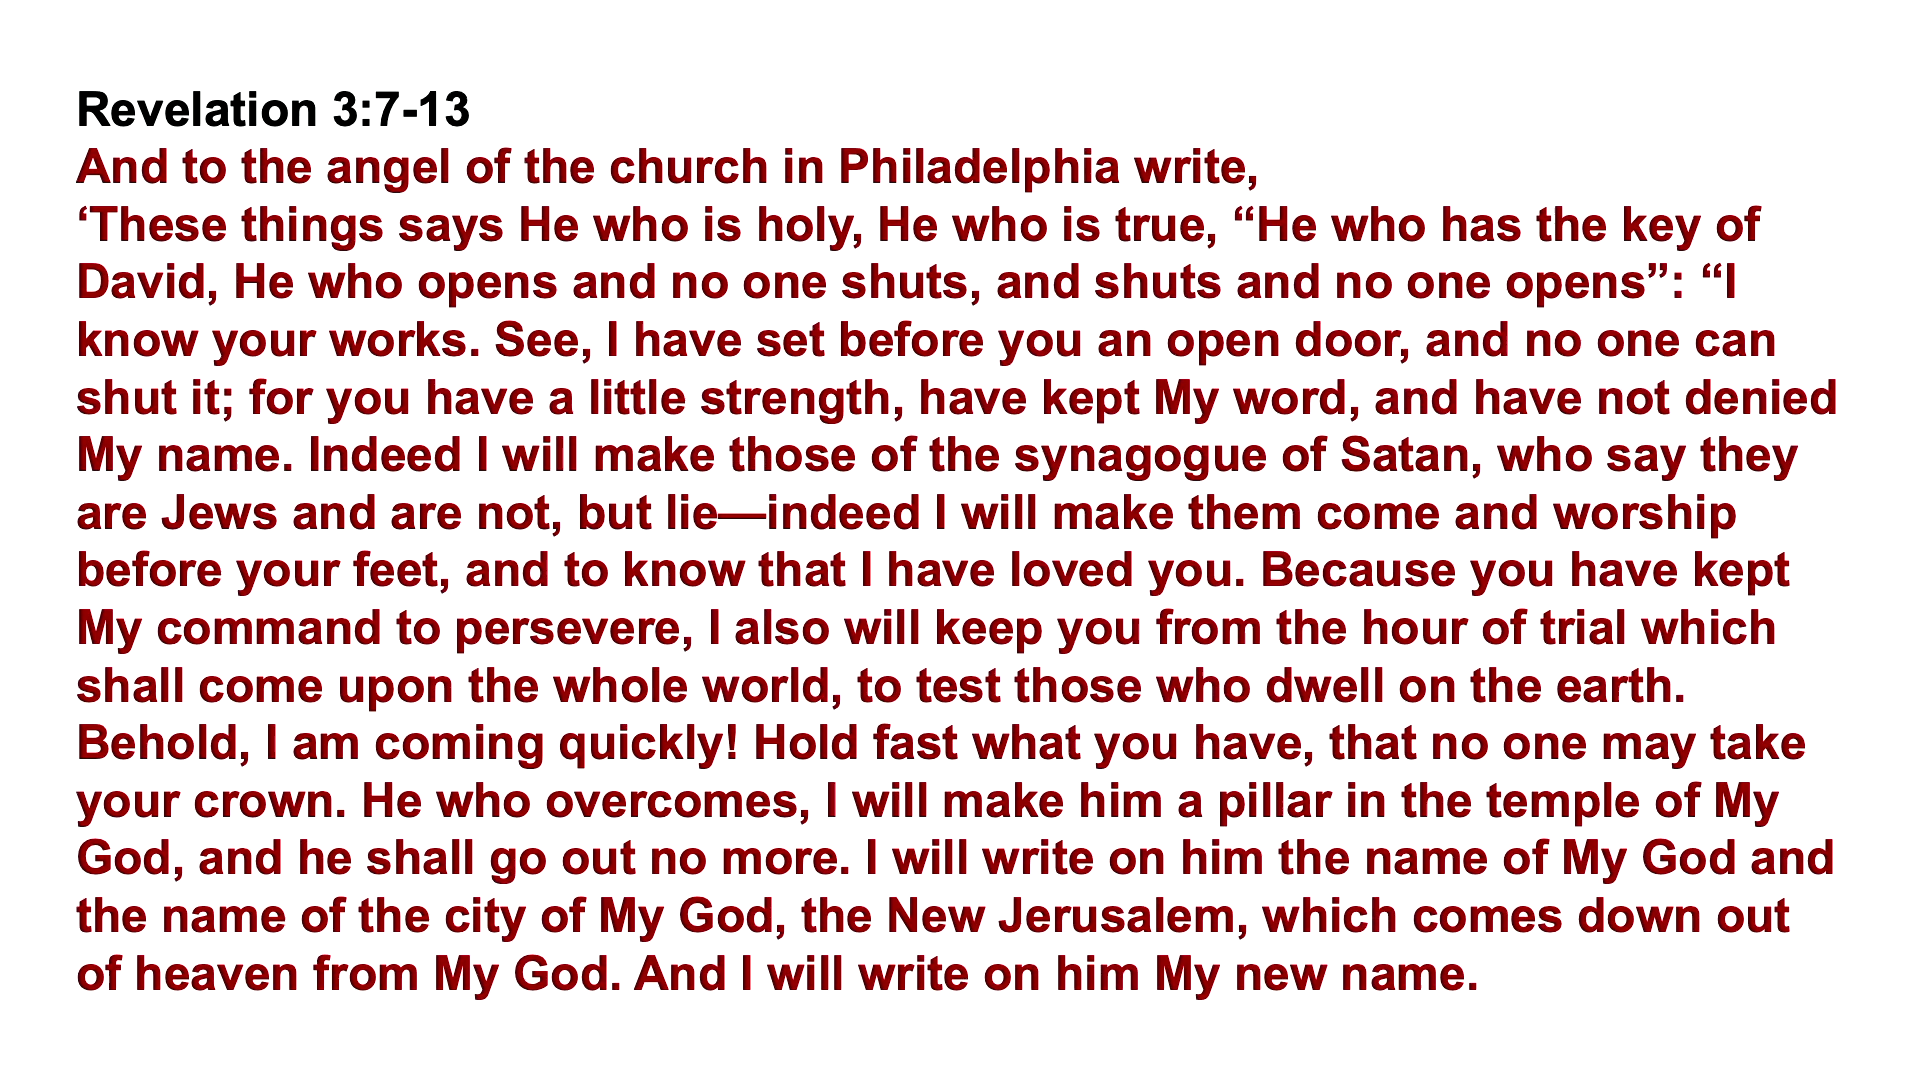 Revelation 3:7-13
And to the angel of the church in Philadelphia write,
‘These things says He who is holy, He who is true, “He who has the key of
David, He who opens and no one shuts, and shuts and no one opens”: “I
know your works. See, I have set before you an open door, and no one can
shut it; for you have a little strength, have kept My word, and have not denied
My name. Indeed I will make those of the synagogue of Satan, who say they
are Jews and are not, but lie—indeed I will make them come and worship
before your feet, and to know that I have loved you. Because you have kept
My command to persevere, I also will keep you from the hour of trial which
shall come upon the whole world, to test those who dwell on the earth.
Behold, I am coming quickly! Hold fast what you have, that no one may take
your crown. He who overcomes, I will make him a pillar in the temple of My
God, and he shall go out no more. I will write on him the name of My God and
the name of the city of My God, the New Jerusalem, which comes down out
of heaven from My God. And I will write on him My new name.